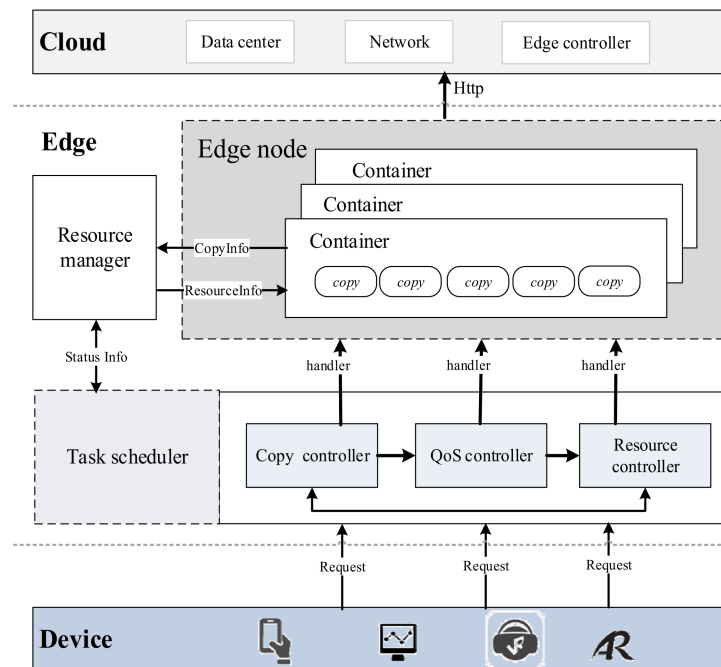 Cloud
Data center
Network
Edge controller
Http
Edge
Edge node
Container
Container
Container
Resource
manager
CopyInfo
ResourceInfo
copy
copy
copy
copy
copy
Status Info
handler
handler
handler
Task scheduler
Copy controller
QoS controller
Resource
controller
Request
Request
Request
Device
VR
AR